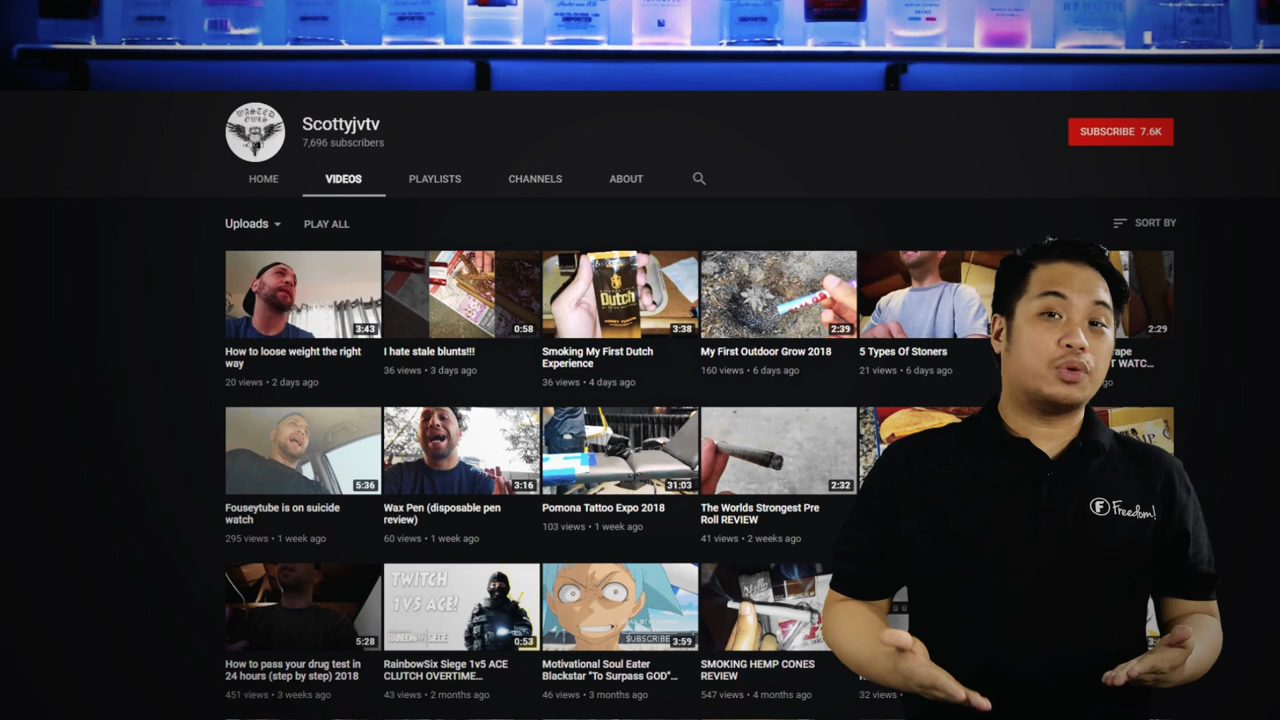 IMPORTED
IMPORTED
IMPORTED
HPNOTIQ
WASTED
OWLS
Scottyjvtv
7,696 subscribers
SUBSCRIBE 7.6K
HOME
VIDEOS
PLAYLISTS
CHANNELS
ABOUT
Uploads
PLAY ALL
SORT BY
Dutch
3:43
0:58
3:38
2:39
2:29
How to loose weight the right
way
20 views • 2 days ago
I hate stale blunts!!!
36 views • 3 days ago
Smoking My First Dutch
Experience
36 views • 4 days ago
My First Outdoor Grow 2018
160 views • 6 days ago
5 Types Of Stoners
21 views • 6 days ago
5:36
3:16
31:03
2:32
Fouseytube is on suicide
watch
295 views • 1 week ago
Wax Pen (disposable pen
review)
60 views • 1 week ago
Pomona Tattoo Expo 2018
103 views • 1 week ago
The Worlds Strongest Pre
Roll REVIEW
41 views • 2 weeks ago
F Freedom!
5:28
TWITCH
1V5 ACE!
RAINBOW SIEGE
0:53
SUBSCRIBE
3:59
How to pass your drug test in
24 hours (step by step) 2018
451 views • 3 weeks ago
RainbowSix Siege 1v5 ACE
CLUTCH OVERTIME...
43 views • 2 months ago
Motivational Soul Eater
Blackstar "To Surpass GOD"...
46 views • 3 months ago
SMOKING HEMP CONES
REVIEW
547 views • 4 months ago
32 views •